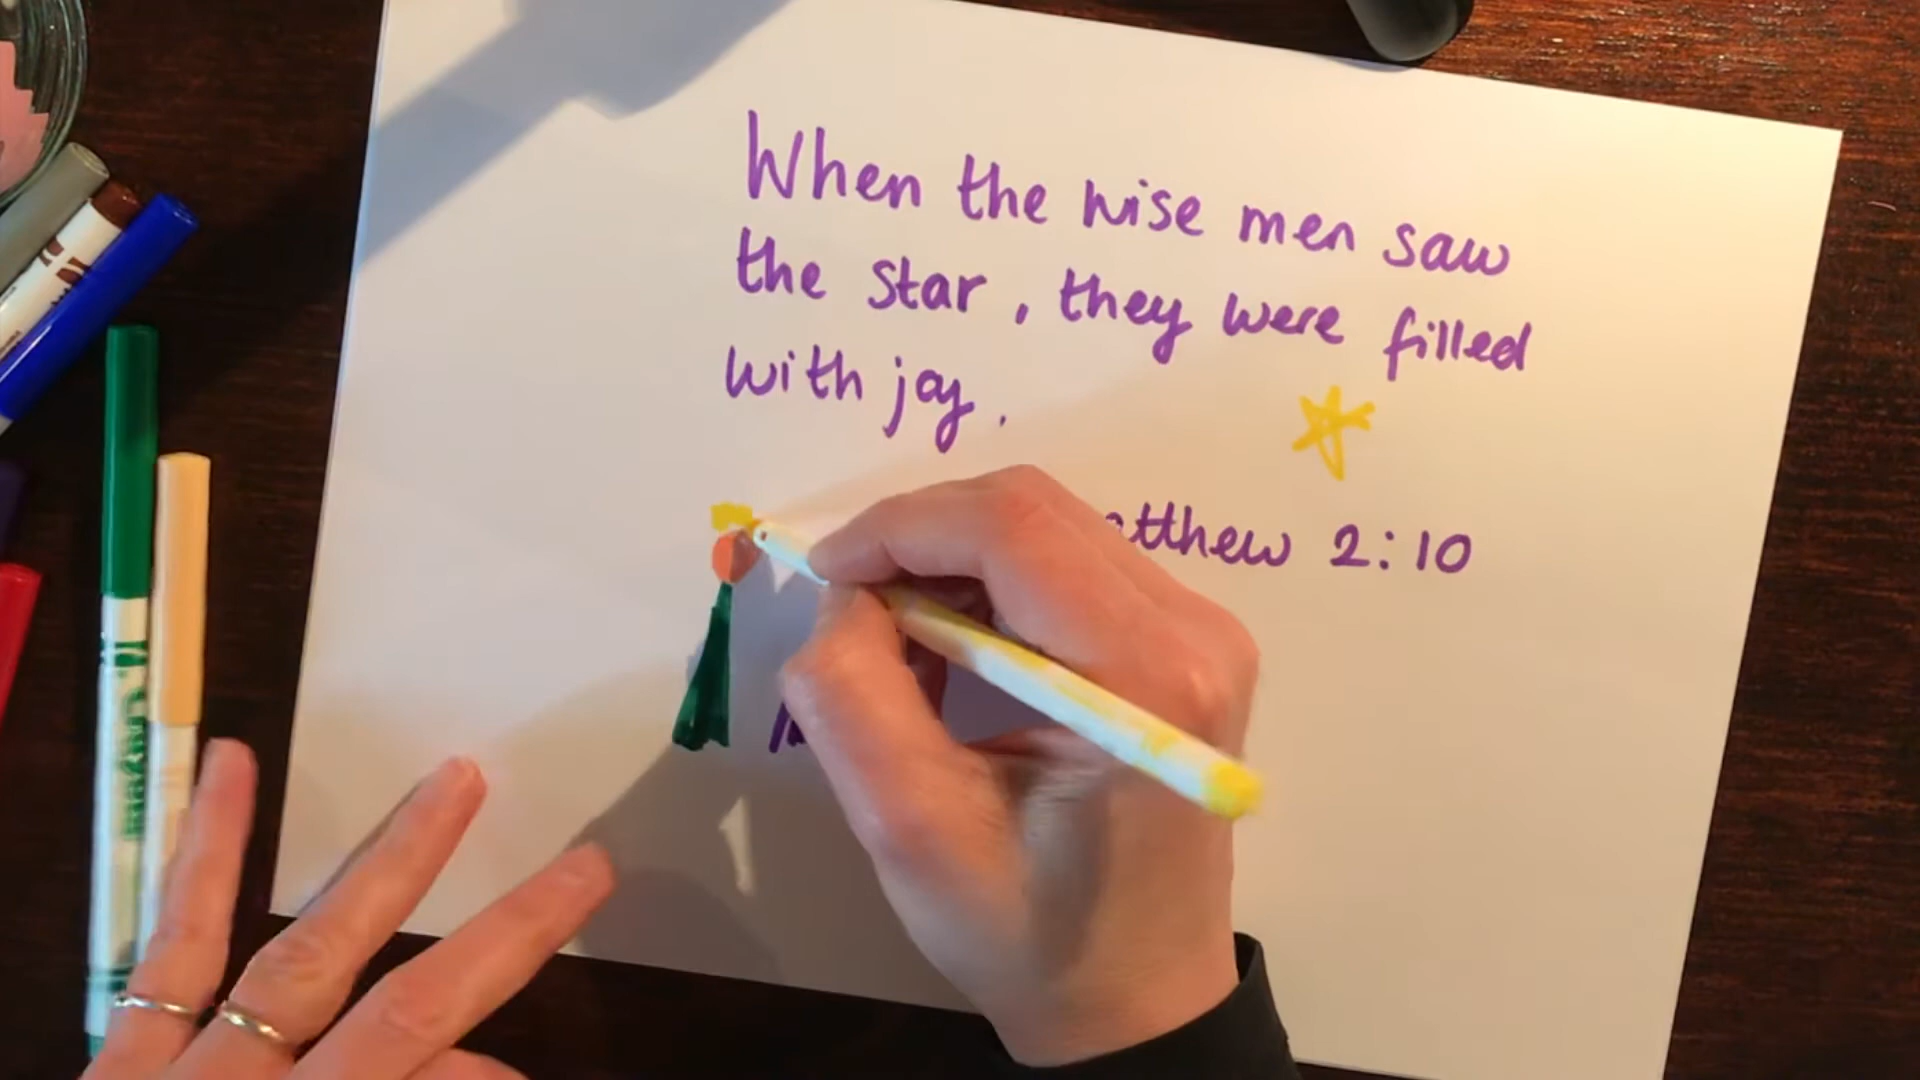 When the wise men saw
the star, they were filled
with joy.
atthew 2:10